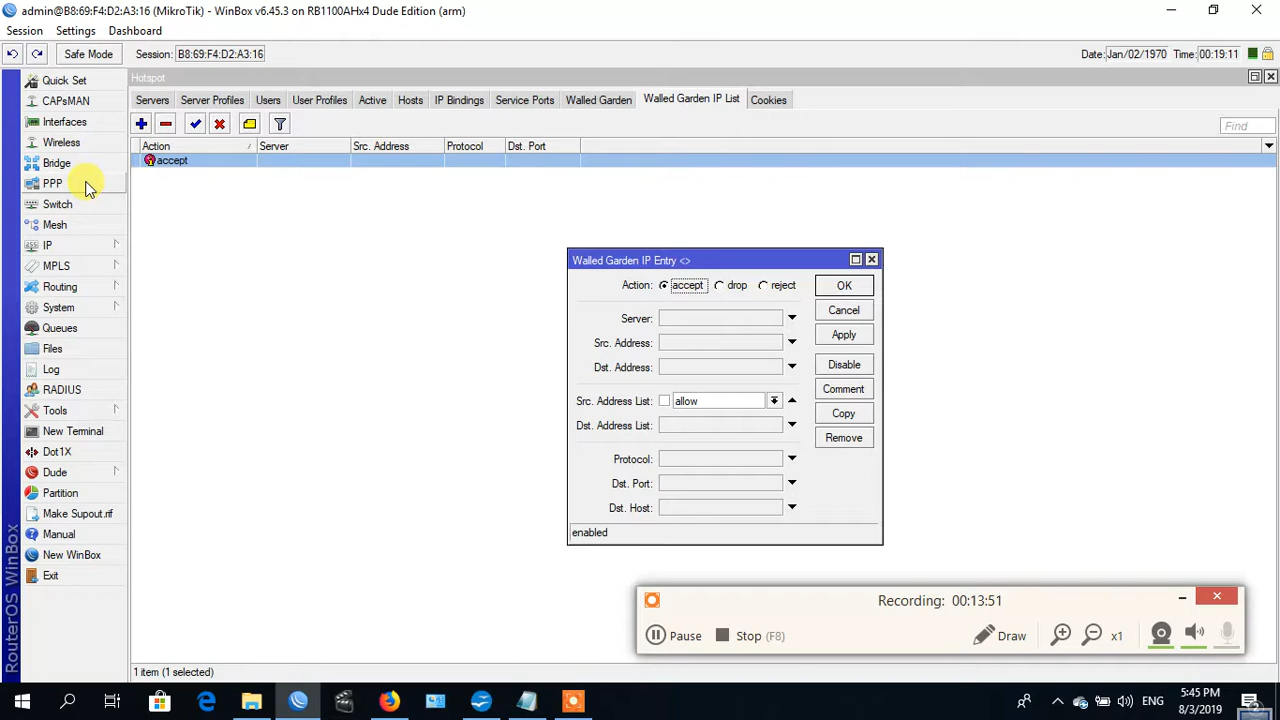 admin@B8:69:F4:D2:A3:16 (MikroTik) - WinBox v6.45.3 on RB1100AHx4 Dude Edition (arm)
Session Settings Dashboard
Safe Mode Session: B8:69:F4:D2:A3:16 Date: Jan/02/1970 Time: 19:19:11
Hotspot
Servers Server Profiles Users User Profiles Active Hosts IP Bindings Service Ports Walled Garden Walled Garden IP List Cookies
Find
Action Server Src. Address Protocol Dst. Port
accept
Quick Set
CAPsMAN
Interfaces
Wireless
Bridge
PPP
Switch
Mesh
IP
MPLS
Routing
System
Queues
Files
Log
RADIUS
Tools
New Terminal
Dot1X
Dude
Partition
Make Supout.rif
Manual
New WinBox
Exit
RouterOS WinBox
Walled Garden IP Entry <>
Action: accept drop reject OK
Server: Cancel
Src. Address: Apply
Dst. Address: Disable
Src. Address List: allow Comment
Dst. Address List: Copy
Remove
Protocol:
Dst. Port:
Dst. Host:
enabled
Recording: 00:13:51
Pause Stop (F8) Draw x1
1 item (1 selected)
ENG 5:45 PM
8/3/2019